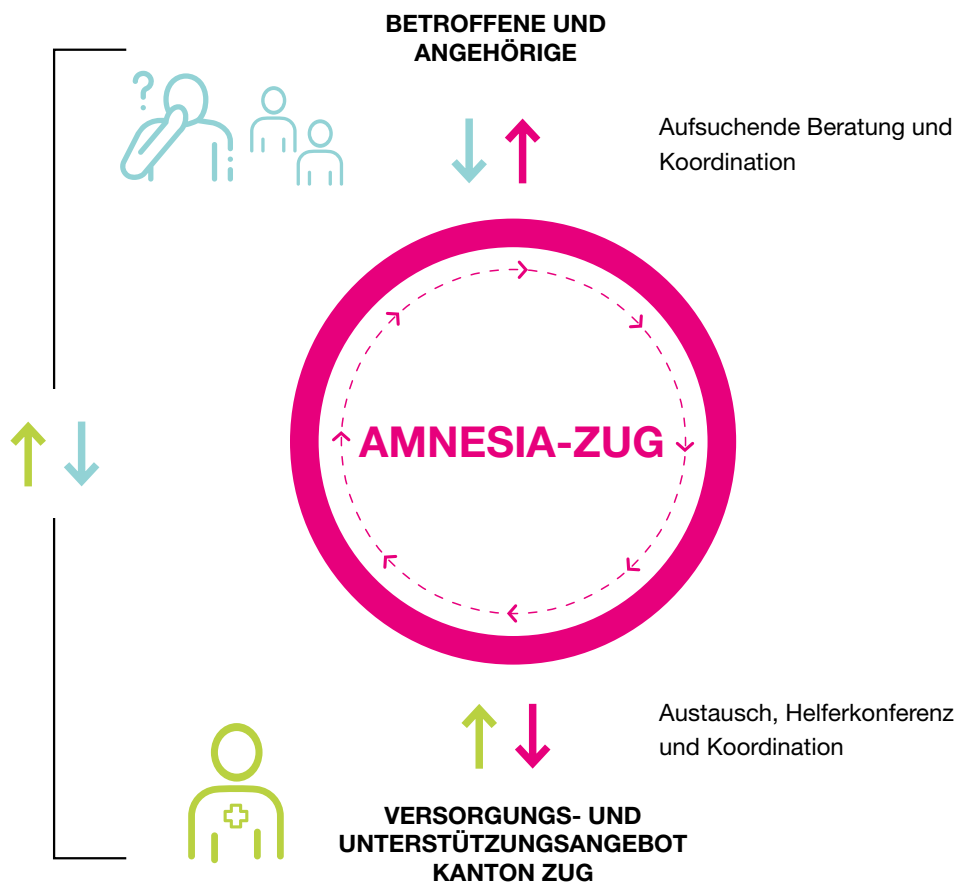 BETROFFENE UND
ANGEHÖRIGE
?
Aufsuchende Beratung und
Koordination
AMNESIA-ZUG
Austausch, Helferkonferenz
und Koordination
VERSORGUNGS- UND
UNTERSTÜTZUNGSANGEBOT
KANTON ZUG